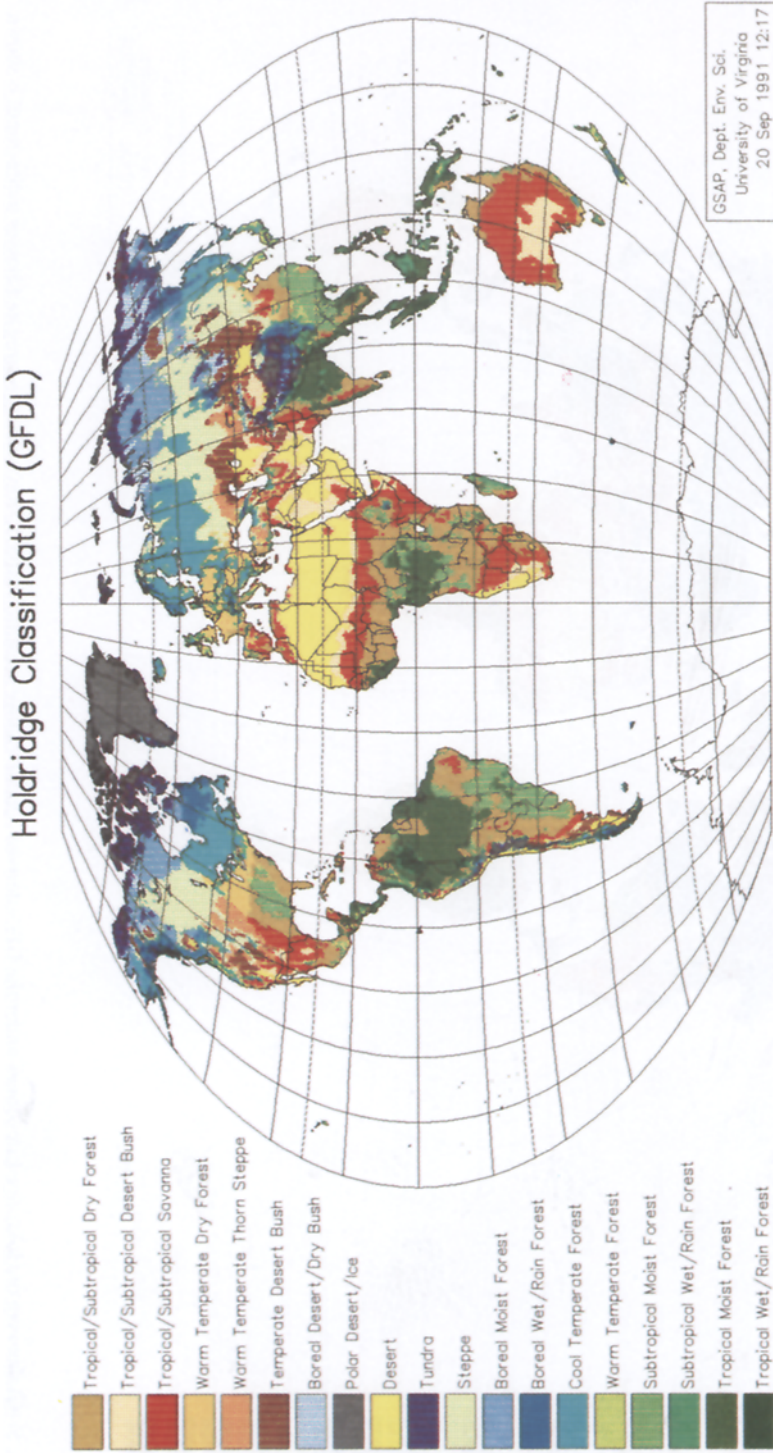 Holdridge Classification (GFDL)
Tropical/Subtropical Dry Forest
Tropical/Subtropical Desert Bush
Tropical/Subtropical Savanna
Warm Temperate Dry Forest
Warm Temperate Thorn Steppe
Temperate Desert Bush
Boreal Desert/Dry Bush
Polar Desert/Ice
Desert
Tundra
Steppe
Boreal Moist Forest
Boreal Wet/Rain Forest
Cool Temperate Forest
Warm Temperate Forest
Subtropical Moist Forest
Subtropical Wet/Rain Forest
Tropical Moist Forest
Tropical Wet/Rain Forest
GSAP, Dept. Env. Sci.
University of Virginia
20 Sep 1991 12:17